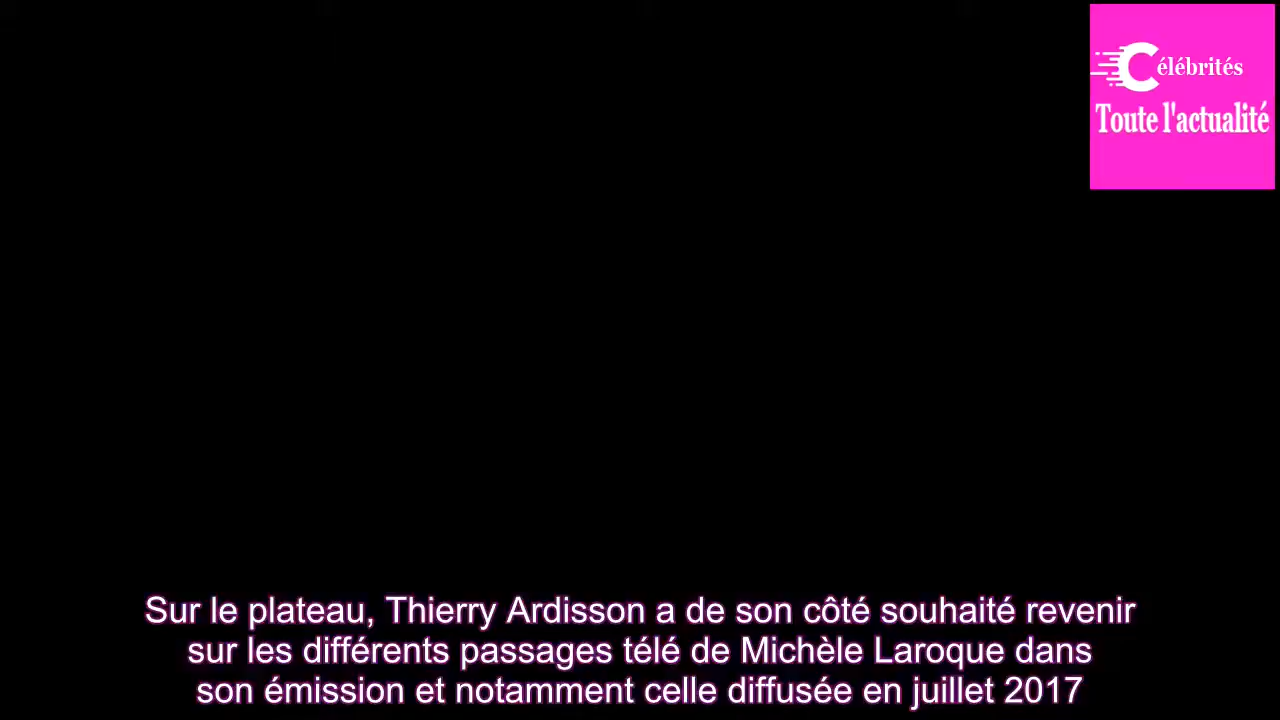 Célébrités
Toute l'actualité
Sur le plateau, Thierry Ardisson a de son côté souhaité revenir
sur les différents passages télé de Michèle Laroque dans
son émission et notamment celle diffusée en juillet 2017